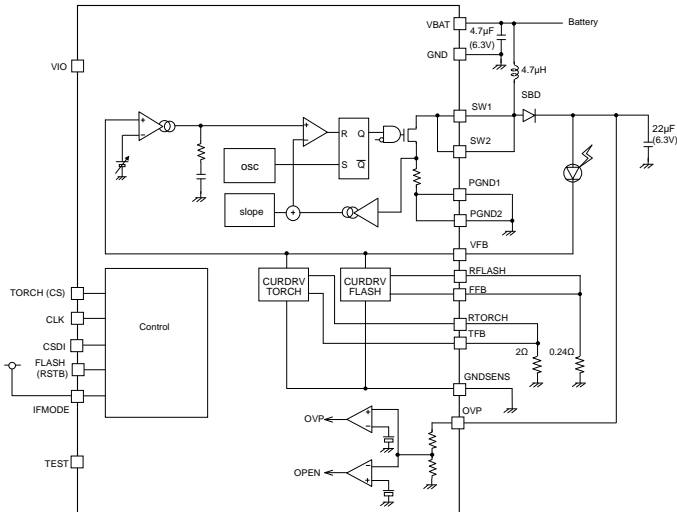 VBAT
Battery
4.7µF
(6.3V)
GND
4.7µH
VIO
SBD
SW1
SW2
22µF
(6.3V)
R Q
S Q
osc
slope
+
PGND1
PGND2
VFB
CURDRV
TORCH
CURDRV
FLASH
RFLASH
FFB
RTORCH
TFB
2Ω
0.24Ω
GNDSENS
OVP
TORCH (CS)
CLK
CSDI
FLASH
(RSTB)
IFMODE
TEST
Control
OVP
OPEN
+
−
+
−
+
−
−
+